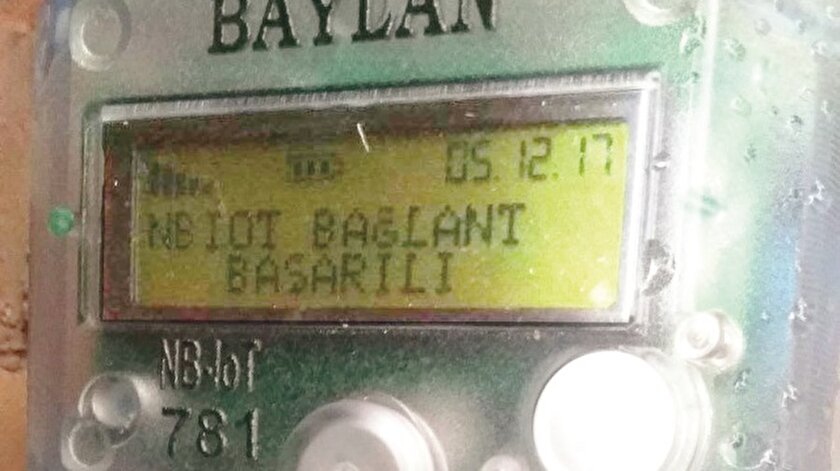 BAYLAN
05.12.17
NBIOT BAGLANT
BASARILI
NB-IoT
781